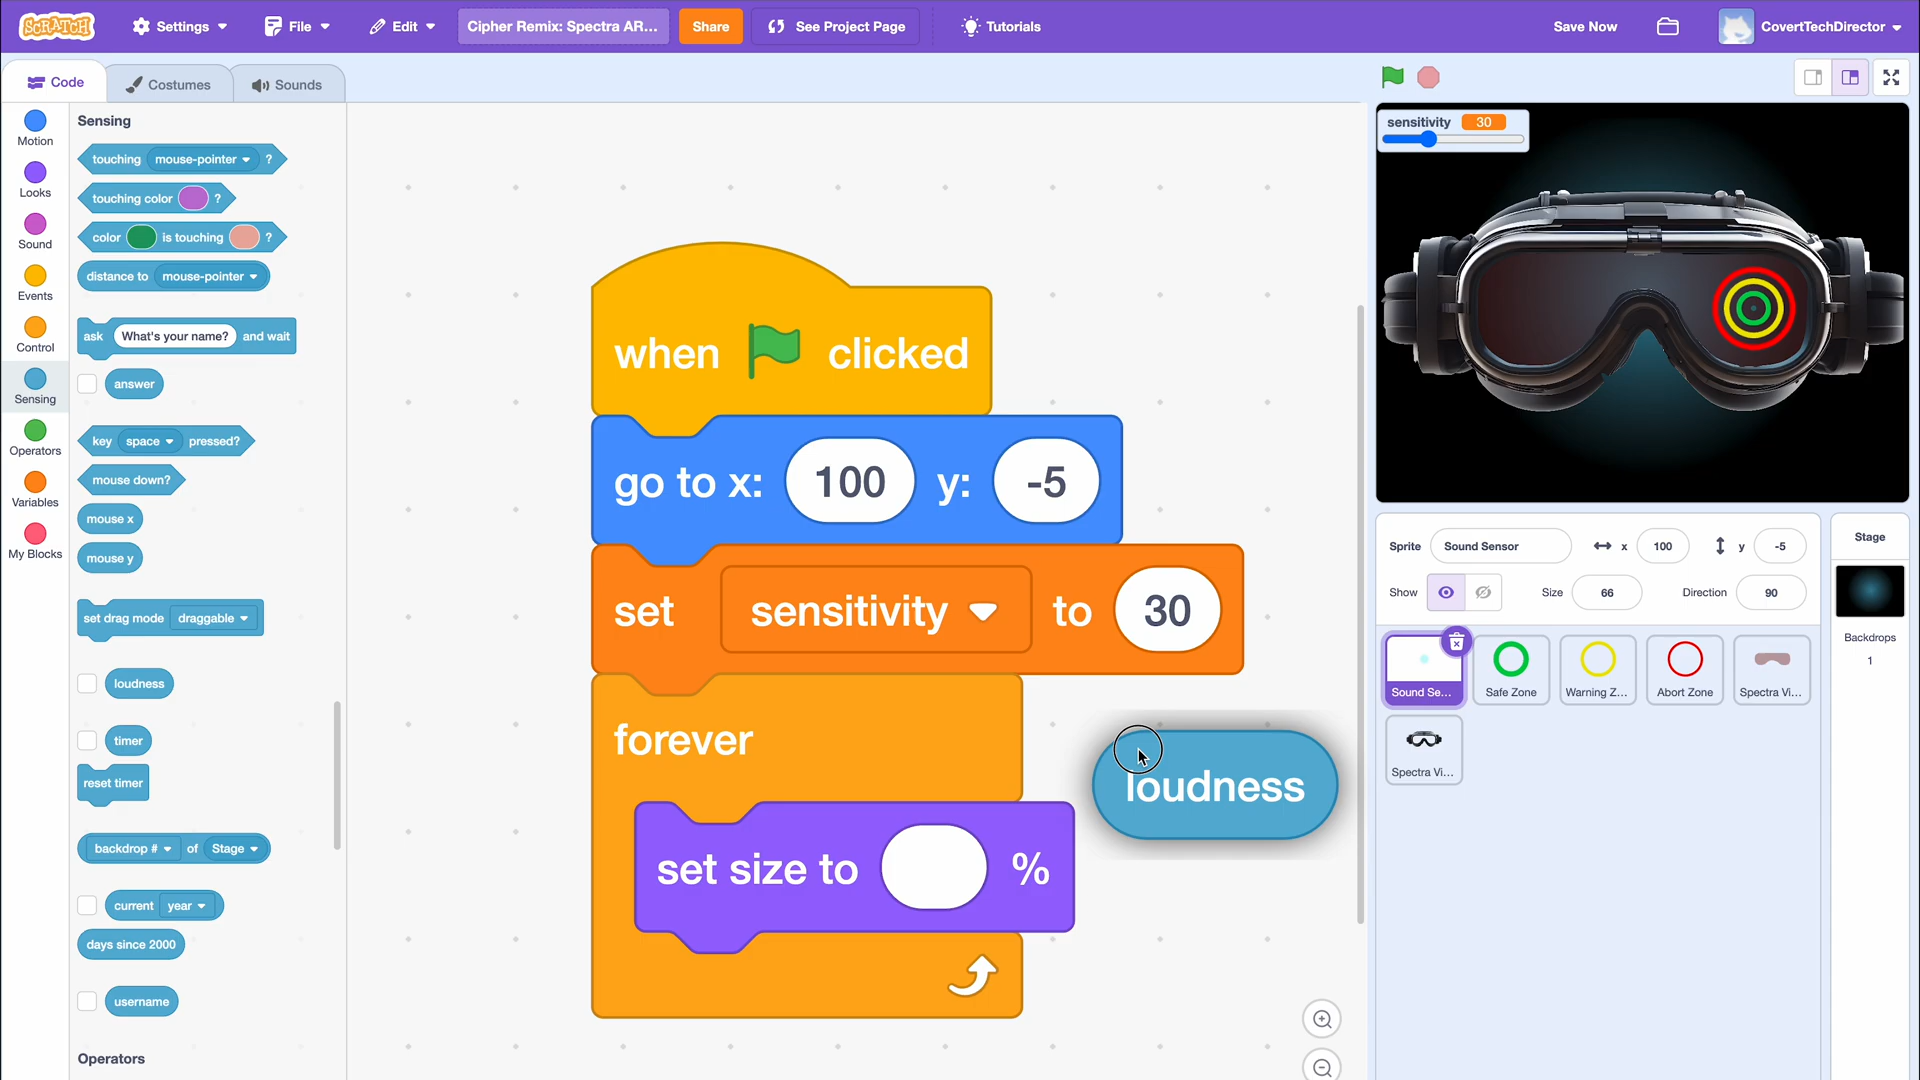 SCRATCH Settings File Edit Cipher Remix: Spectra AR... Share See Project Page Tutorials Save Now CovertTechDirector
Code Costumes Sounds
Motion
Looks
Sound
Events
Control
Sensing
Operators
Variables
My Blocks
Sensing
touching mouse-pointer ?
touching color ?
color is touching ?
distance to mouse-pointer
ask What's your name? and wait
answer
key space pressed?
mouse down?
mouse x
mouse y
set drag mode draggable
loudness
timer
reset timer
backdrop # of Stage
current year
days since 2000
username
Operators
when clicked
go to x: 100 y: -5
set sensitivity to 30
forever
loudness
set size to %
sensitivity 30
Sprite Sound Sensor x 100 y -5
Show Size 66 Direction 90
Sound Se... Safe Zone Warning Z... Abort Zone Spectra Vi...
Spectra Vi...
Stage
Backdrops
1